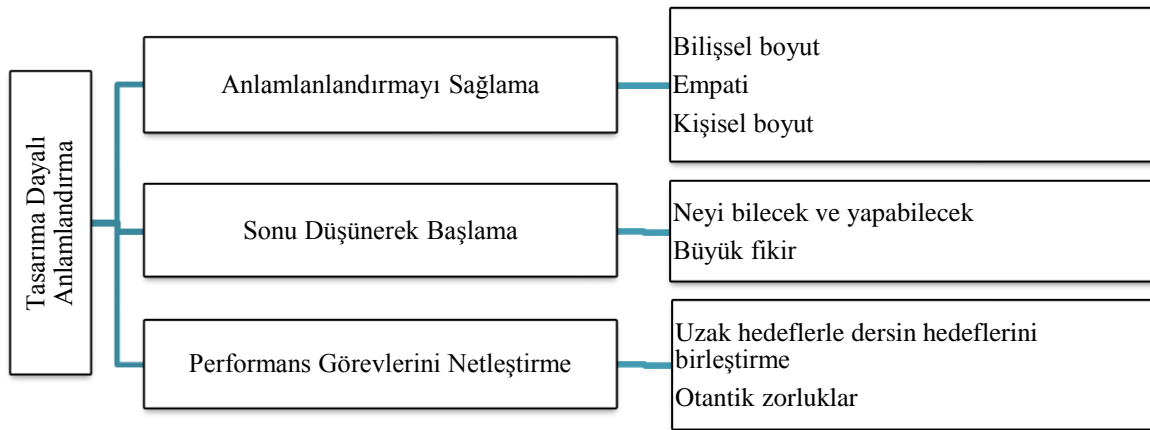 Tasarıma Dayalı
Anlamlandırma
Anlamlanlandırmayı Sağlama
Bilişsel boyut
Empati
Kişisel boyut
Sonu Düşünerek Başlama
Neyi bilecek ve yapabilecek
Büyük fikir
Performans Görevlerini Netleştirme
Uzak hedeflerle dersin hedeflerini
birleştirme
Otantik zorluklar